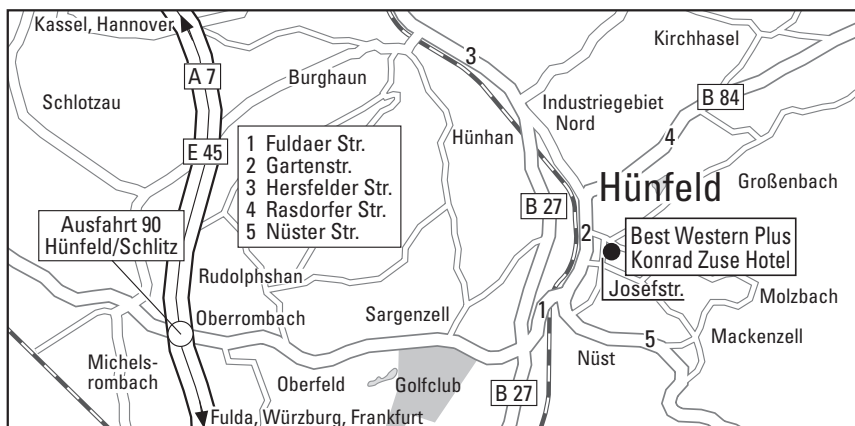 Kassel, Hannover
Kirchhasel
3
A 7
Burghaun
B 84
Schlotzau
Industriegebiet
Nord
1 Fuldaer Str.
2 Gartenstr.
3 Hersfelder Str.
4 Rasdorfer Str.
5 Nüster Str.
Hünhan
4
E 45
Hünfeld
Großenbach
B 27
Ausfahrt 90
Hünfeld/Schlitz
2
Best Western Plus
Konrad Zuse Hotel
Rudolphshan
Josefstr.
Molzbach
Oberrombach
Sargenzell
1
5
Mackenzell
Michels-
rombach
Nüst
Oberfeld
Golfclub
B 27
Fulda, Würzburg, Frankfurt